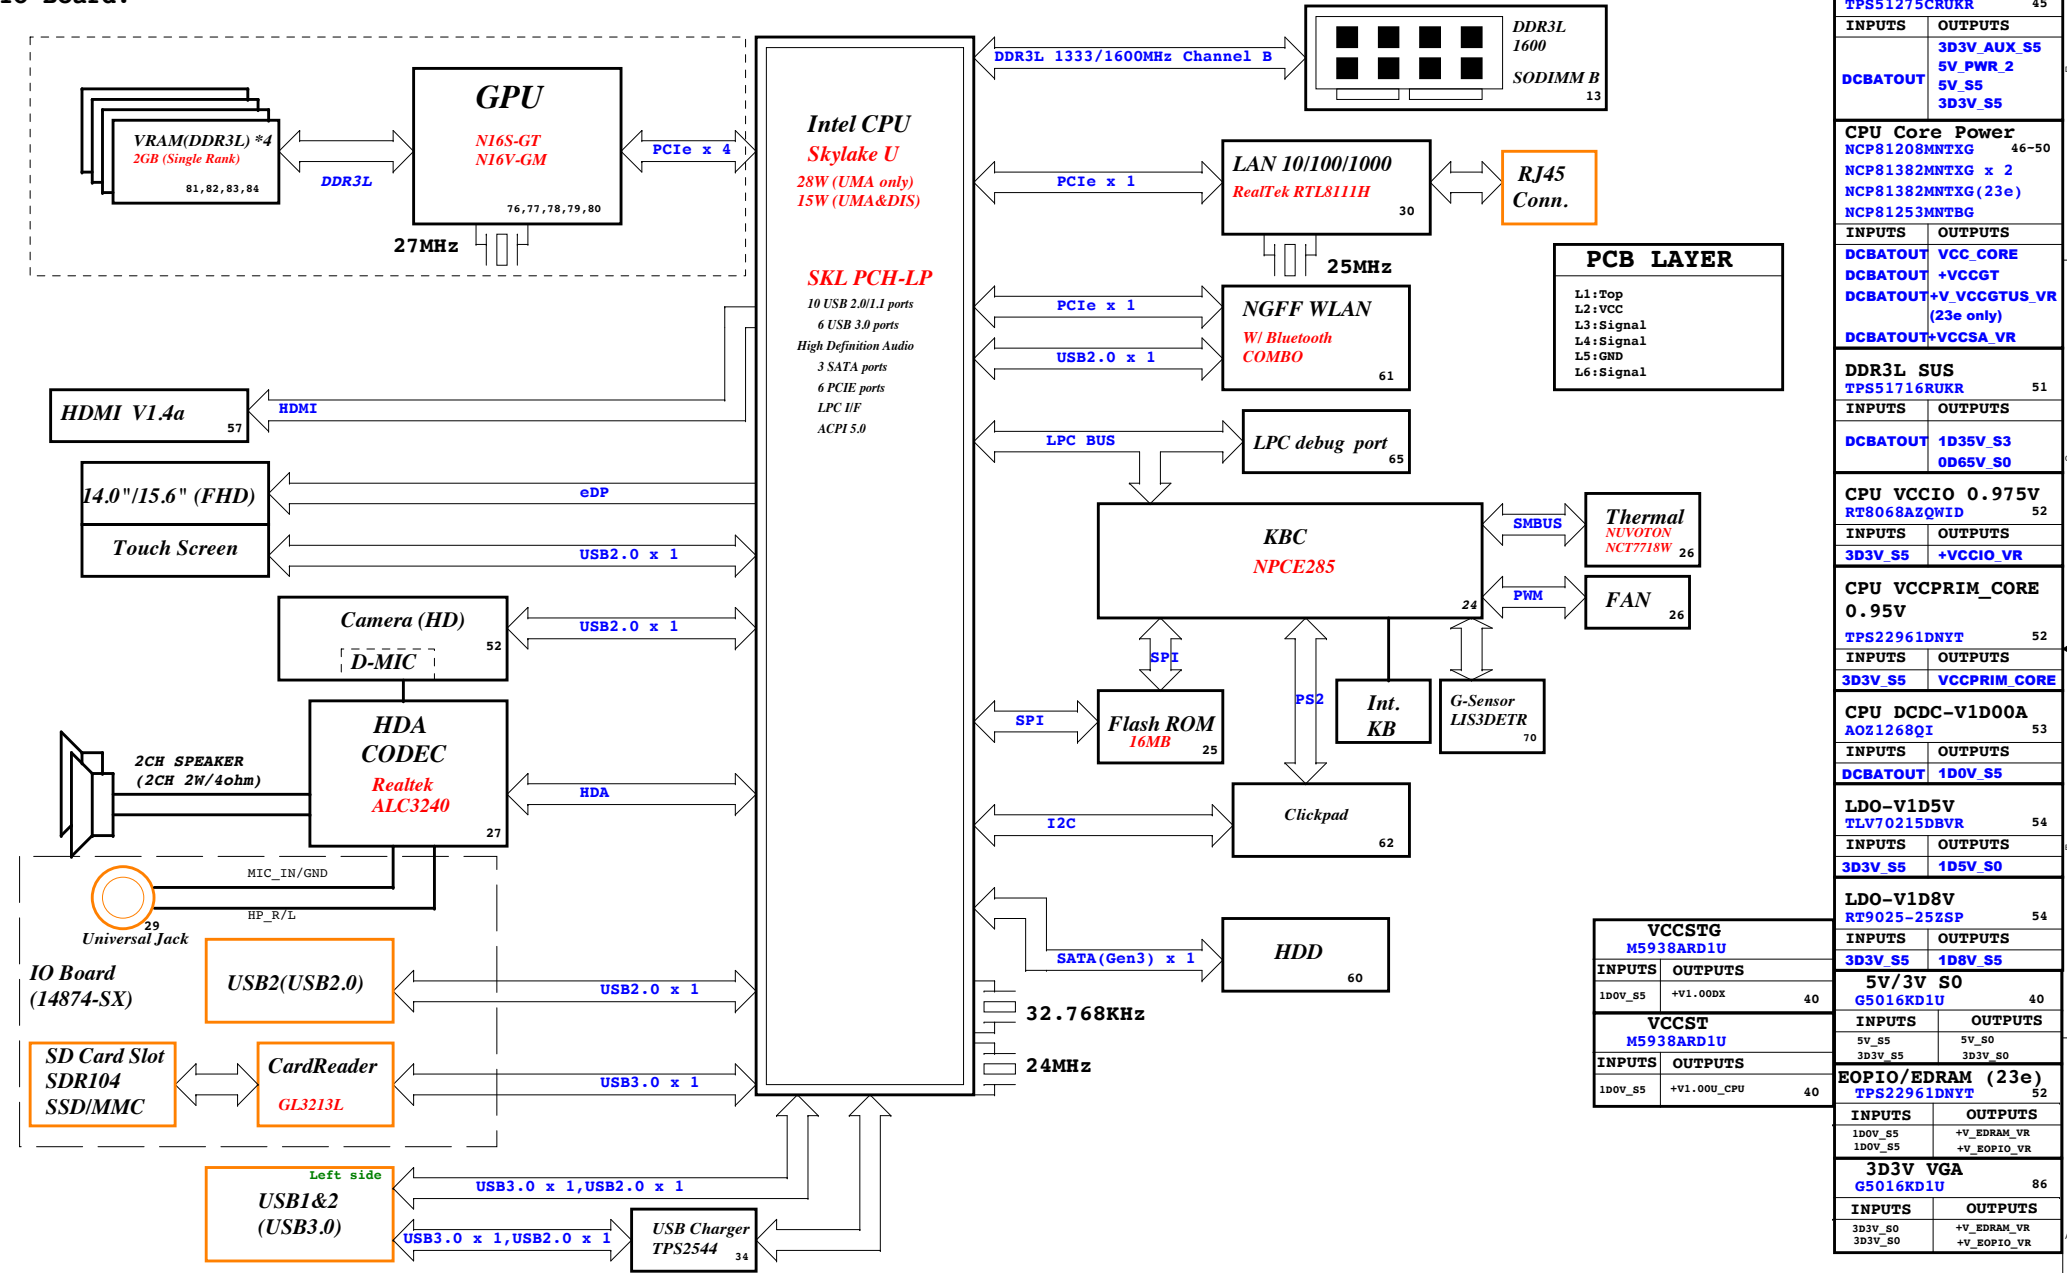 IO Board:
VRAM(DDR3L) *4
2GB (Single Rank)
81,82,83,84
DDR3L
GPU
N16S-GT
N16V-GM
76,77,78,79,80
27MHz
PCIe x 4
Intel CPU
Skylake U
28W (UMA only)
15W (UMA&DIS)
SKL PCH-LP
10 USB 2.0/1.1 ports
6 USB 3.0 ports
High Definition Audio
3 SATA ports
6 PCIE ports
LPC I/F
ACPI 5.0
HDMI V1.4a
57
HDMI
14.0"/15.6" (FHD)
eDP
Touch Screen
USB2.0 x 1
Camera (HD)
52
D-MIC
USB2.0 x 1
HDA
CODEC
Realtek
ALC3240
27
HDA
2CH SPEAKER
(2CH 2W/4ohm)
MIC_IN/GND
HP_R/L
29
Universal Jack
IO Board
(14874-SX)
USB2(USB2.0)
USB2.0 x 1
SD Card Slot
SDR104
SSD/MMC
CardReader
GL3213L
USB3.0 x 1
Left side
USB1&2
(USB3.0)
USB3.0 x 1,USB2.0 x 1
USB3.0 x 1,USB2.0 x 1
USB Charger
TPS2544
34
DDR3L 1333/1600MHz Channel B
DDR3L
1600
SODIMM B
13
PCIe x 1
LAN 10/100/1000
RealTek RTL8111H
30
25MHz
RJ45
Conn.
PCIe x 1
USB2.0 x 1
NGFF WLAN
W/ Bluetooth
COMBO
61
PCB LAYER
L1:Top
L2:VCC
L3:Signal
L4:Signal
L5:GND
L6:Signal
LPC BUS
LPC debug port
65
KBC
NPCE285
24
SMBUS
Thermal
NUVOTON
NCT7718W
26
PWM
FAN
26
SPI
SPI
Flash ROM
16MB
25
PS2
Int.
KB
G-Sensor
LIS3DETR
70
I2C
Clickpad
62
SATA(Gen3) x 1
HDD
60
32.768KHz
24MHz
VCCSTG
M5938ARD1U
INPUTS OUTPUTS
1D0V_S5 +V1.00DX 40
VCCST
M5938ARD1U
INPUTS OUTPUTS
1D0V_S5 +V1.00U_CPU 40
TPS51275CRUKR 45
INPUTS OUTPUTS
3D3V_AUX_S5
5V_PWR_2
DCBATOUT
5V_S5
3D3V_S5
CPU Core Power
NCP81208MNTXG 46-50
NCP81382MNTXG x 2
NCP81382MNTXG(23e)
NCP81253MNTBG
INPUTS OUTPUTS
DCBATOUT VCC_CORE
DCBATOUT +VCCGT
DCBATOUT +V_VCCGTUS_VR
(23e only)
DCBATOUT +VCCSA_VR
DDR3L SUS
TPS51716RUKR 51
INPUTS OUTPUTS
DCBATOUT 1D35V_S3
0D65V_S0
CPU VCCIO 0.975V
RT8068AZQWID 52
INPUTS OUTPUTS
3D3V_S5 +VCCIO_VR
CPU VCCPRIM_CORE
0.95V
TPS22961DNYT 52
INPUTS OUTPUTS
3D3V_S5 VCCPRIM_CORE
CPU DCDC-V1D00A
AOZ1268QI 53
INPUTS OUTPUTS
DCBATOUT 1D0V_S5
LDO-V1D5V
TLV70215DBVR 54
INPUTS OUTPUTS
3D3V_S5 1D5V_S0
LDO-V1D8V
RT9025-25ZSP 54
INPUTS OUTPUTS
3D3V_S5 1D8V_S5
5V/3V S0
G5016KD1U 40
INPUTS OUTPUTS
5V_S5 5V_S0
3D3V_S5 3D3V_S0
EOPIO/EDRAM (23e)
TPS22961DNYT 52
INPUTS OUTPUTS
1D0V_S5 +V_EDRAM_VR
1D0V_S5 +V_EOPIO_VR
3D3V VGA
G5016KD1U 86
INPUTS OUTPUTS
3D3V_S0 +V_EDRAM_VR
3D3V_S0 +V_EOPIO_VR